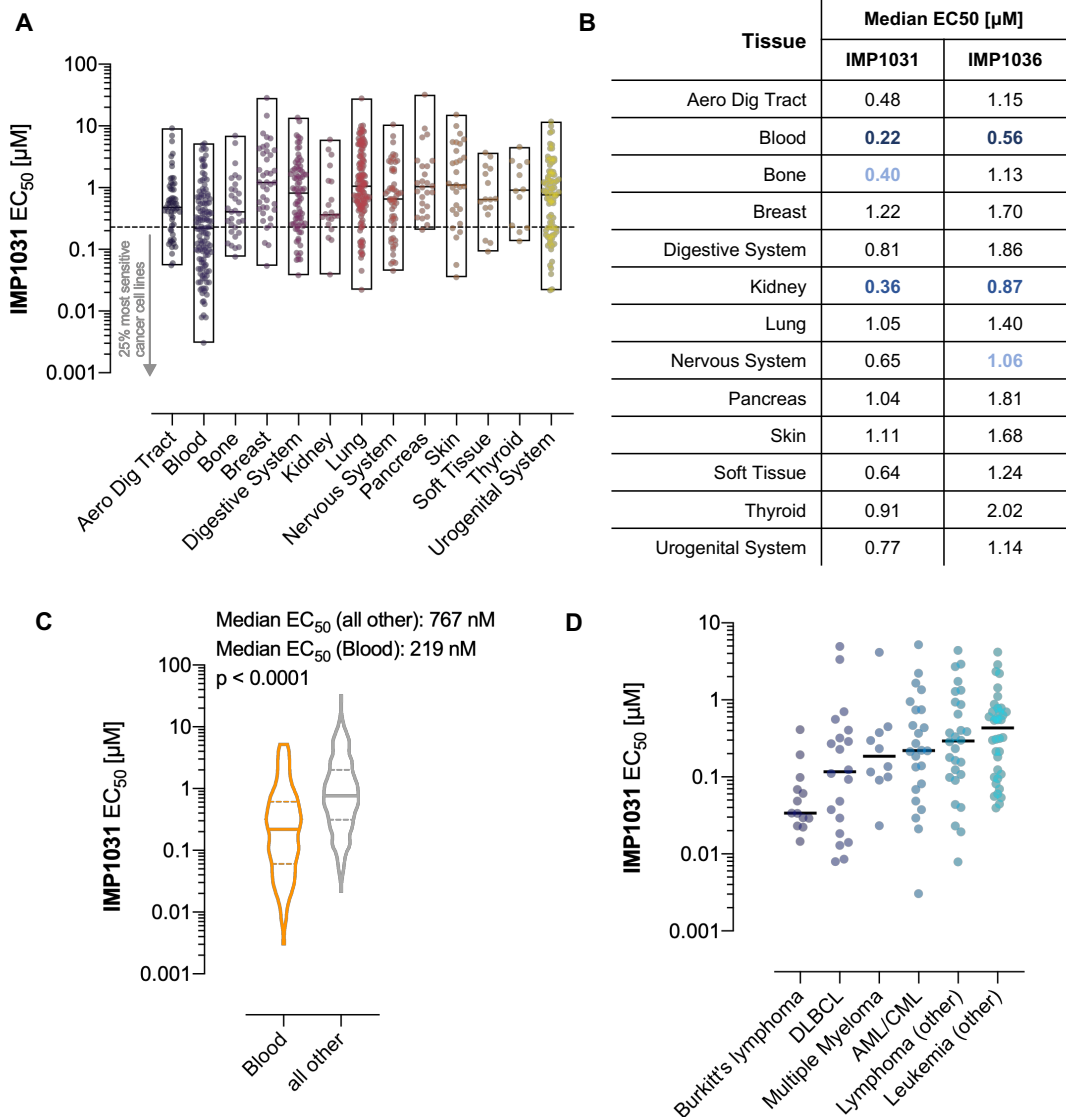 A
IMP1031 EC50 [µM]
100
10
1
0.1
0.01
0.001
25% most sensitive
cancer cell lines
Aero Dig Tract
Blood
Bone
Breast
Digestive System
Kidney
Lung
Nervous System
Pancreas
Skin
Soft Tissue
Thyroid
Urogenital System
B
Tissue Median EC50 [µM]
IMP1031 IMP1036
Aero Dig Tract 0.48 1.15
Blood 0.22 0.56
Bone 0.40 1.13
Breast 1.22 1.70
Digestive System 0.81 1.86
Kidney 0.36 0.87
Lung 1.05 1.40
Nervous System 0.65 1.06
Pancreas 1.04 1.81
Skin 1.11 1.68
Soft Tissue 0.64 1.24
Thyroid 0.91 2.02
Urogenital System 0.77 1.14
C
Median EC50 (all other): 767 nM
Median EC50 (Blood): 219 nM
p < 0.0001
IMP1031 EC50 [µM]
100
10
1
0.1
0.01
0.001
Blood
all other
D
IMP1031 EC50 [µM]
10
1
0.1
0.01
0.001
Burkitt's lymphoma
DLBCL
Multiple Myeloma
AML/CML
Lymphoma (other)
Leukemia (other)